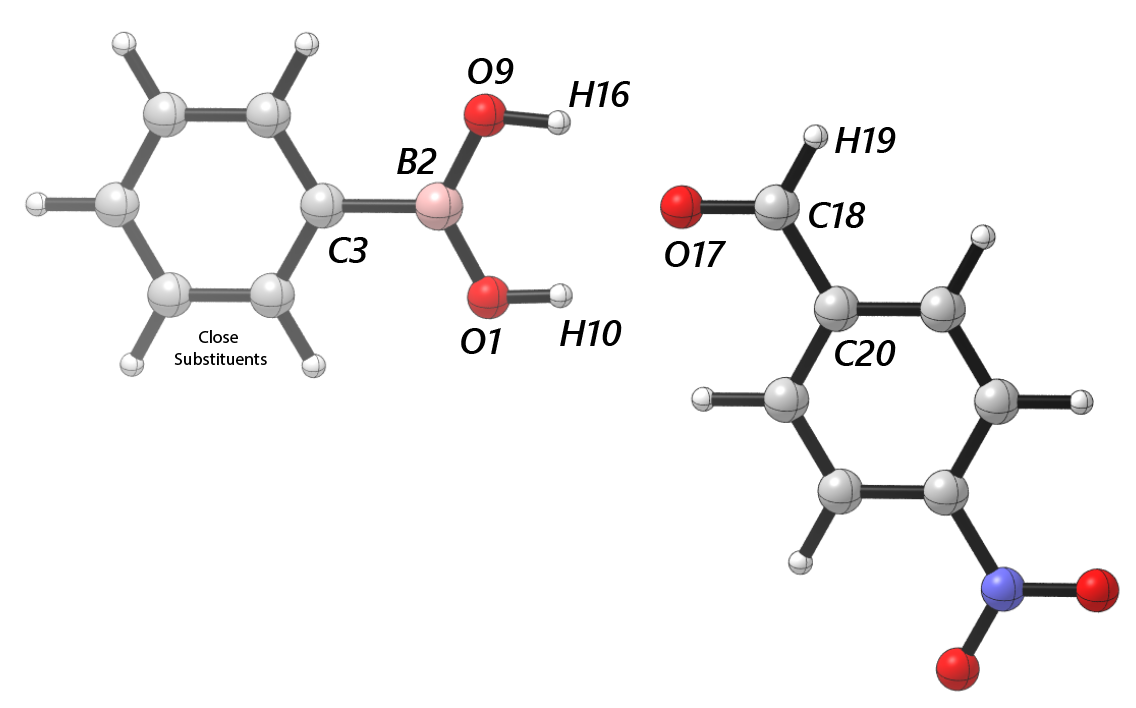 O9
H16
B2
H19
C3
C18
O17
Close
Substituents
O1
H10
C20